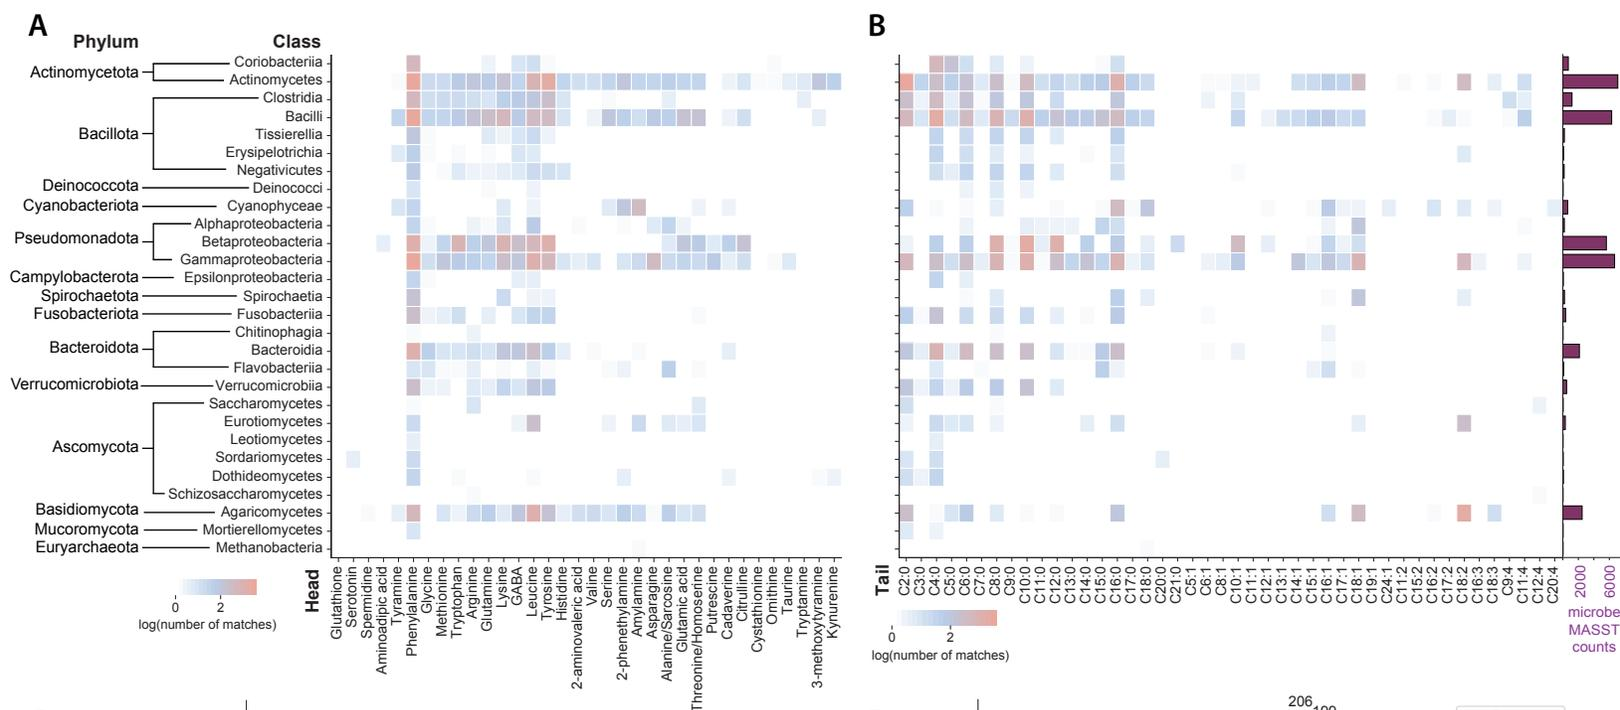 A
B
Phylum
Class
Actinomycetota
Coriobacteriia
Actinomycetes
Bacillota
Clostridia
Bacilli
Tissierellia
Erysipelotrichia
Negativicutes
Deinococcota
Deinococci
Cyanobacteriota
Cyanophyceae
Pseudomonadota
Alphaproteobacteria
Betaproteobacteria
Gammaproteobacteria
Campylobacterota
Epsilonproteobacteria
Spirochaetota
Spirochaetia
Fusobacteriota
Fusobacteriia
Bacteroidota
Chitinophagia
Bacteroidia
Flavobacteriia
Verrucomicrobiota
Verrucomicrobiia
Ascomycota
Saccharomycetes
Eurotiomycetes
Leotiomycetes
Sordariomycetes
Dothideomycetes
Schizosaccharomycetes
Basidiomycota
Agaricomycetes
Mucoromycota
Mortierellomycetes
Euryarchaeota
Methanobacteria
0
2
log(number of matches)
Head
Glutathione
Serotonin
Spermidine
Aminoadipic acid
Tyramine
Phenylalanine
Glycine
Methionine
Tryptophan
Arginine
Glutamine
Lysine
GABA
Leucine
Tyrosine
Histidine
2-aminovaleric acid
Valine
Serine
2-phenethylamine
Amylamine
Asparagine
Alanine/Sarcosine
Glutamic acid
Threonine/Homoserine
Putrescine
Cadaverine
Citrulline
Cystathionine
Ornithine
Taurine
Tryptamine
3-methoxytyramine
Kynurenine
Tail
C2:0
C3:0
C4:0
C5:0
C6:0
C7:0
C8:0
C9:0
C10:0
C11:0
C12:0
C13:0
C14:0
C15:0
C16:0
C17:0
C18:0
C20:0
C22:0
C5:1
C6:1
C8:1
C10:1
C11:1
C12:1
C13:1
C14:1
C15:1
C16:1
C17:1
C18:1
C19:1
C24:1
C11:2
C15:2
C16:2
C17:2
C18:2
C16:3
C18:3
C9:4
C11:4
C12:4
C20:4
0
2
log(number of matches)
2000
6000
microbe
MASST
counts
206